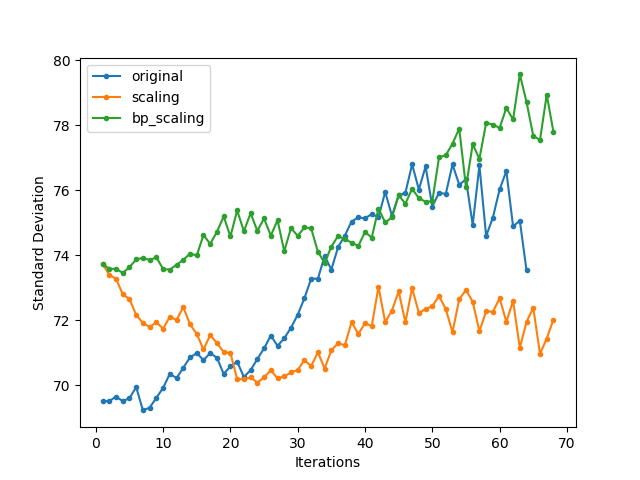 original
scaling
bp_scaling
80
78
76
74
72
70
Standard Deviation
0 10 20 30 40 50 60 70
Iterations